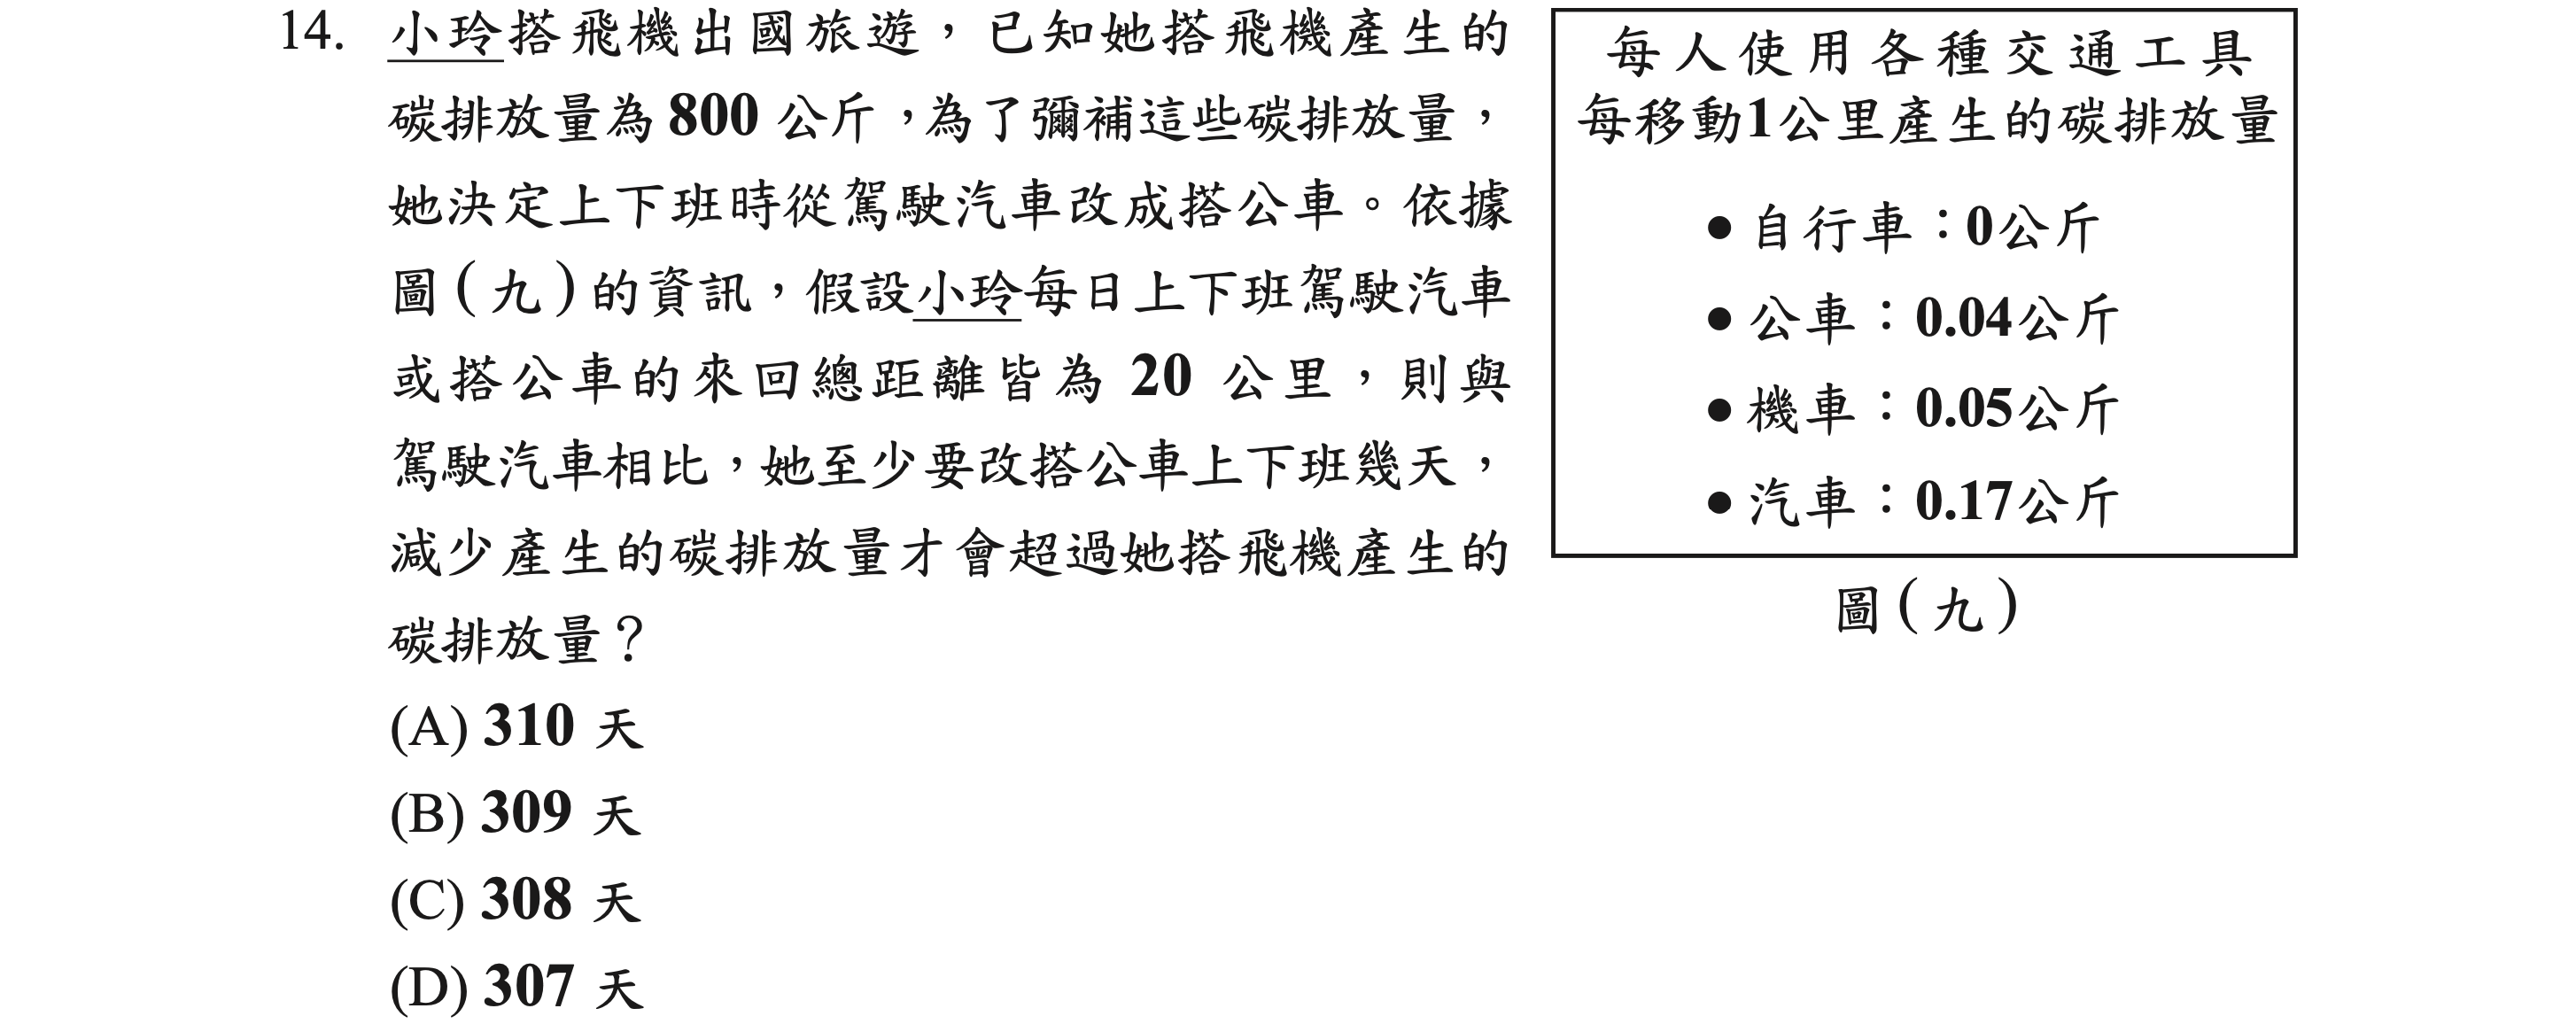 14. 小玲搭飛機出國旅遊，已知她搭飛機產生的
碳排放量為 800 公斤，為了彌補這些碳排放量，
她決定上下班時從駕駛汽車改成搭公車。依據
圖(九)的資訊，假設小玲每日上下班駕駛汽車
或搭公車的來回總距離皆為 20 公里，則與
駕駛汽車相比，她至少要改搭公車上下班幾天，
減少產生的碳排放量才會超過她搭飛機產生的
碳排放量？
(A) 310 天
(B) 309 天
(C) 308 天
(D) 307 天
每人使用各種交通工具
每移動1公里產生的碳排放量
● 自行車：0公斤
● 公車：0.04公斤
● 機車：0.05公斤
● 汽車：0.17公斤
圖(九)